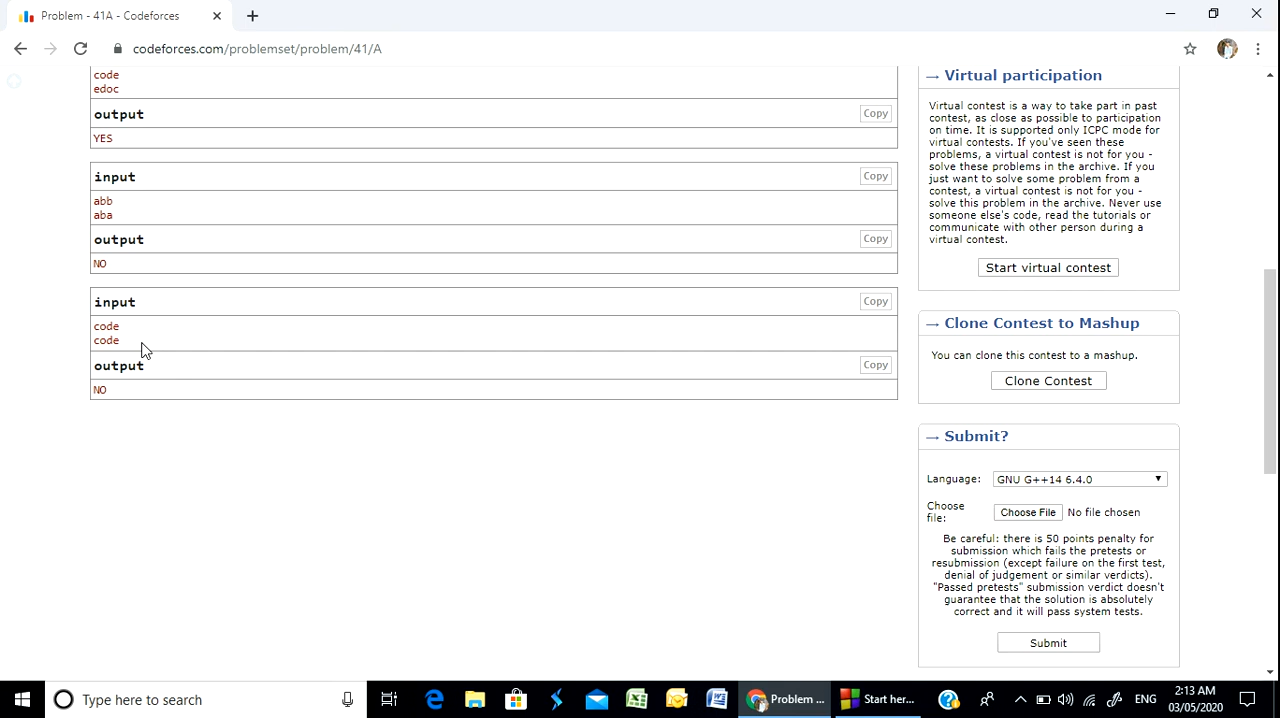 Problem - 41A - Codeforces
codeforces.com/problemset/problem/41/A
code
edoc
output
Copy
YES
input
Copy
abb
aba
output
Copy
NO
input
Copy
code
code
output
Copy
NO
→ Virtual participation
Virtual contest is a way to take part in past
contest, as close as possible to participation
on time. It is supported only ICPC mode for
virtual contests. If you've seen these
problems, a virtual contest is not for you -
solve these problems in the archive. If you
just want to solve some problem from a
contest, a virtual contest is not for you -
solve this problem in the archive. Never use
someone else's code, read the tutorials or
communicate with other person during a
virtual contest.
Start virtual contest
→ Clone Contest to Mashup
You can clone this contest to a mashup.
Clone Contest
→ Submit?
Language: GNU G++14 6.4.0
Choose
file:
Choose File No file chosen
Be careful: there is 50 points penalty for
submission which fails the pretests or
resubmission (except failure on the first test,
denial of judgement or similar verdicts).
"Passed pretests" submission verdict doesn't
guarantee that the solution is absolutely
correct and it will pass system tests.
Submit
Type here to search
Problem ...
Start her...
ENG
2:13 AM
03/05/2020